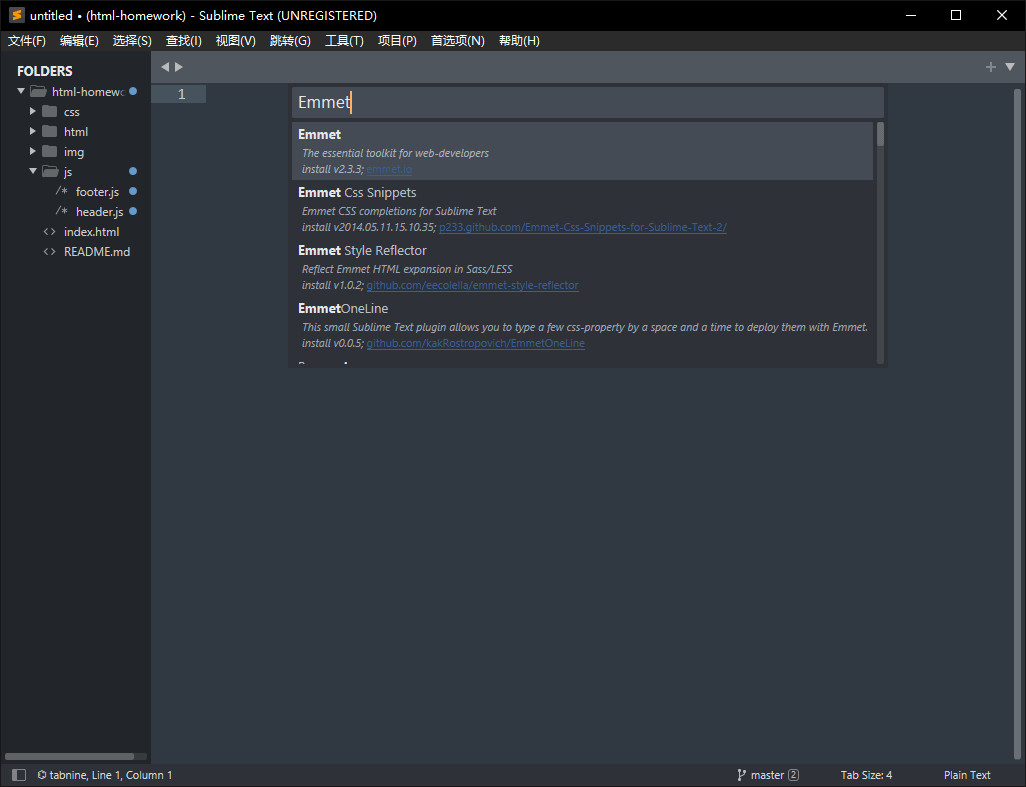 untitled • (html-homework) - Sublime Text (UNREGISTERED)
文件(F) 编辑(E) 选择(S) 查找(I) 视图(V) 跳转(G) 工具(T) 项目(P) 首选项(N) 帮助(H)
FOLDERS
html-homewo
css
html
img
js
/* footer.js
/* header.js
<> index.html
<> README.md
1
Emmet
Emmet
The essential toolkit for web-developers
install v2.3.3; emmet.io
Emmet Css Snippets
Emmet CSS completions for Sublime Text
install v2014.05.11.15.10.35; p233.github.com/Emmet-Css-Snippets-for-Sublime-Text-2/
Emmet Style Reflector
Reflect Emmet HTML expansion in Sass/LESS
install v1.0.2; github.com/eecolella/emmet-style-reflector
EmmetOneLine
This small Sublime Text plugin allows you to type a few css-property by a space and a time to deploy them with Emmet.
install v0.0.5; github.com/kakRostropovich/EmmetOneLine
tabnine, Line 1, Column 1
master 2
Tab Size: 4
Plain Text